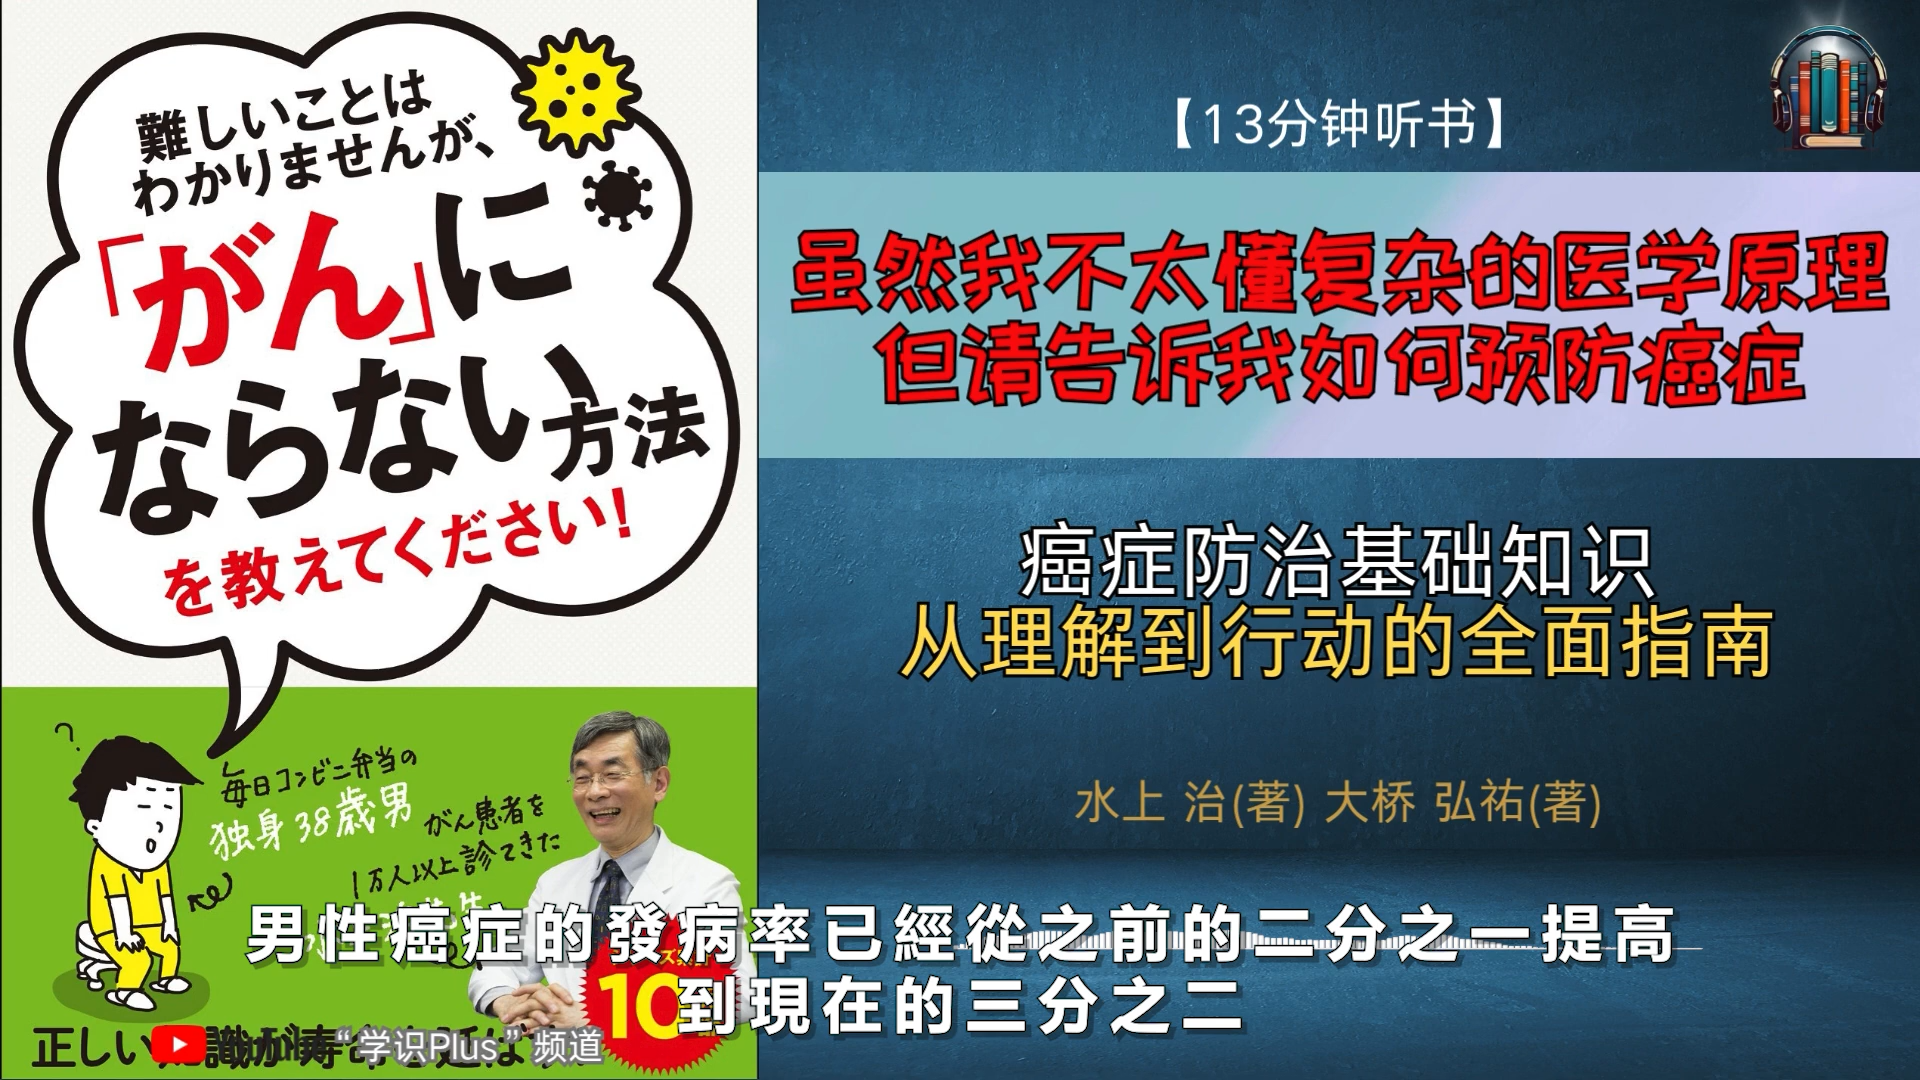 難しいことは
わかりませんが、
「がん」に
ならない方法
を教えてください!
?
毎日コンビニ弁当の
独身38歳男
がん患者を
1万人以上診てきた
10
正しい
識が寿
“学识Plus”频道
【13分钟听书】
虽然我不太懂复杂的医学原理
但请告诉我如何预防癌症
癌症防治基础知识
从理解到行动的全面指南
水上 治(著) 大桥 弘祐(著)
男性癌症的發病率已經從之前的二分之一提高
到現在的三分之二